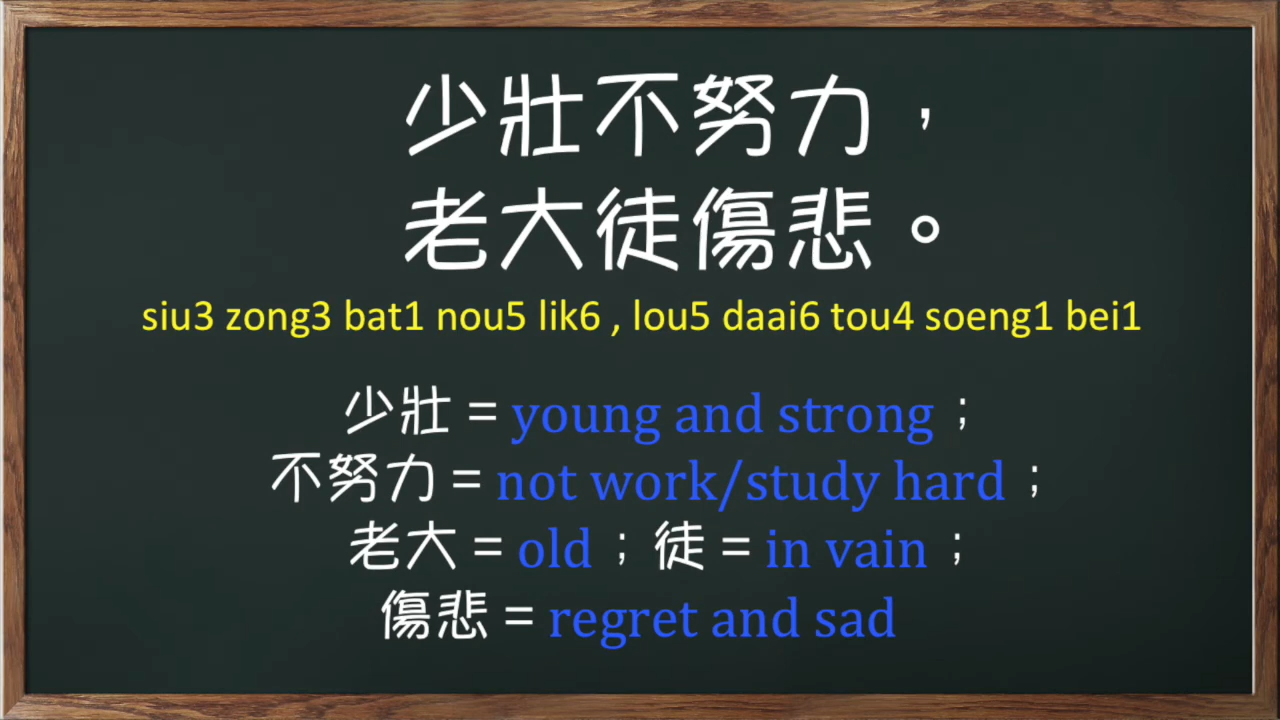 少壯不努力，
老大徒傷悲。
siu3 zong3 bat1 nou5 lik6 , lou5 daai6 tou4 soeng1 bei1
少壯 = young and strong；
不努力 = not work/study hard；
老大 = old；徒 = in vain；
傷悲 = regret and sad